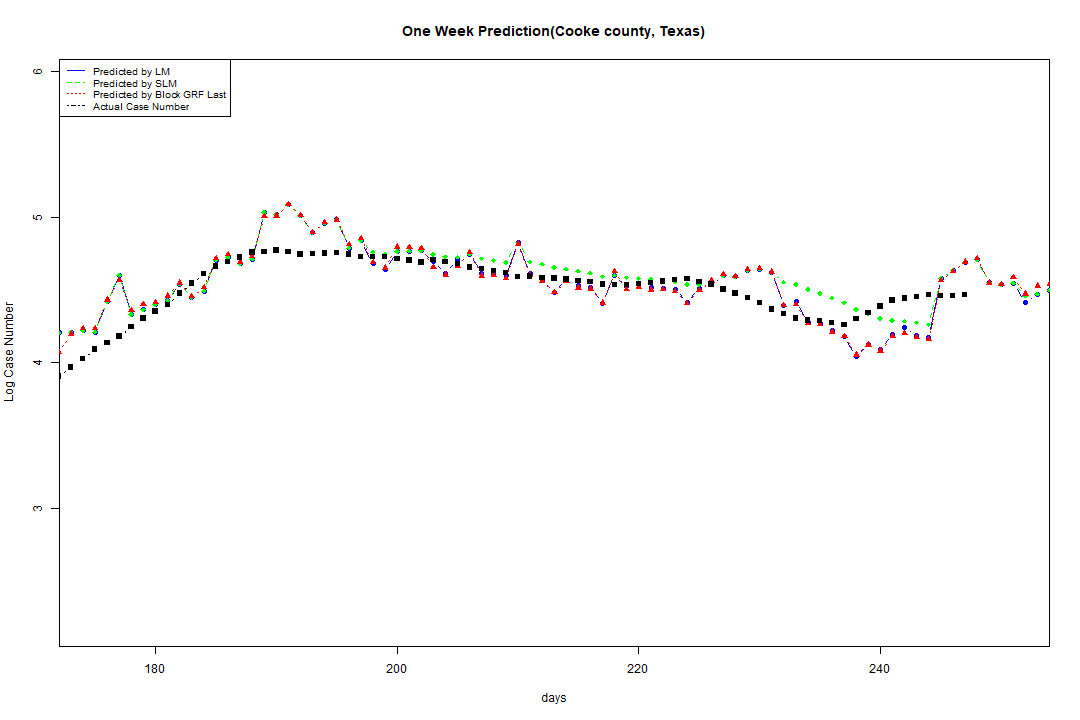 One Week Prediction(Cooke county, Texas)
Predicted by LM
Predicted by SLM
Predicted by Block GRF Last
Actual Case Number
6
5
4
3
Log Case Number
180 200 220 240
days